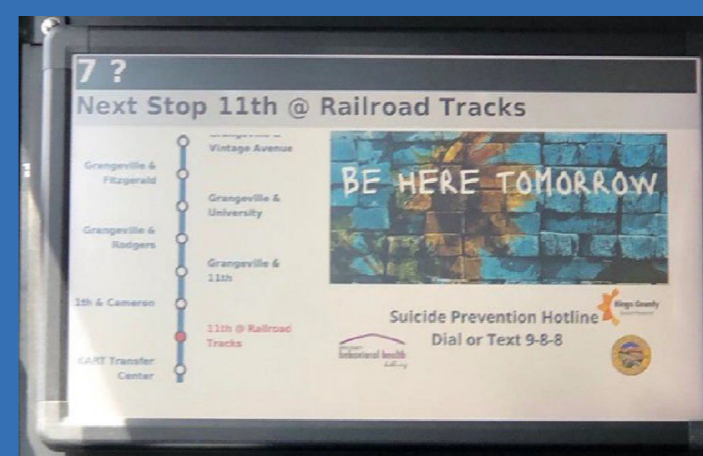 7 ?
Next Stop 11th @ Railroad Tracks
Vintage Avenue
Grangeville &
Fitzgerald
Grangeville &
University
Grangeville &
Rodgers
Grangeville &
11th
1th & Cameron
11th @ Railroad
Tracks
KART Transfer
Center
BE HERE TOMORROW
Suicide Prevention Hotline
Dial or Text 9-8-8
Kings County
behavioral health